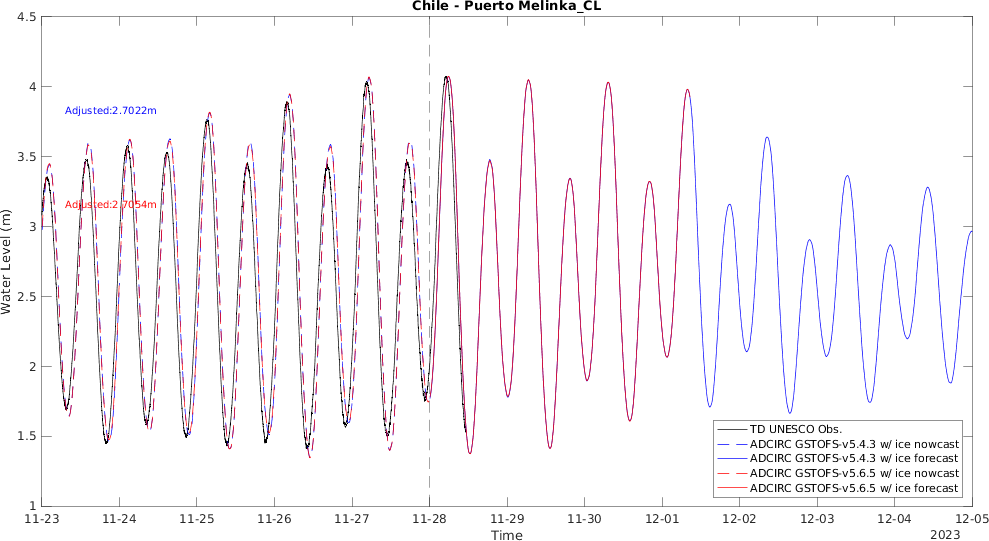 Chile - Puerto Melinka_CL
4.5
4
3.5
3
2.5
2
1.5
1
Water Level (m)
Adjusted:2.7022m
Adjusted:2.7054m
TD UNESCO Obs.
ADCIRC GSTOFS-v5.4.3 w/ ice nowcast
ADCIRC GSTOFS-v5.4.3 w/ ice forecast
ADCIRC GSTOFS-v5.6.5 w/ ice nowcast
ADCIRC GSTOFS-v5.6.5 w/ ice forecast
11-23 11-24 11-25 11-26 11-27 11-28 11-29 11-30 12-01 12-02 12-03 12-04 12-05
Time
2023